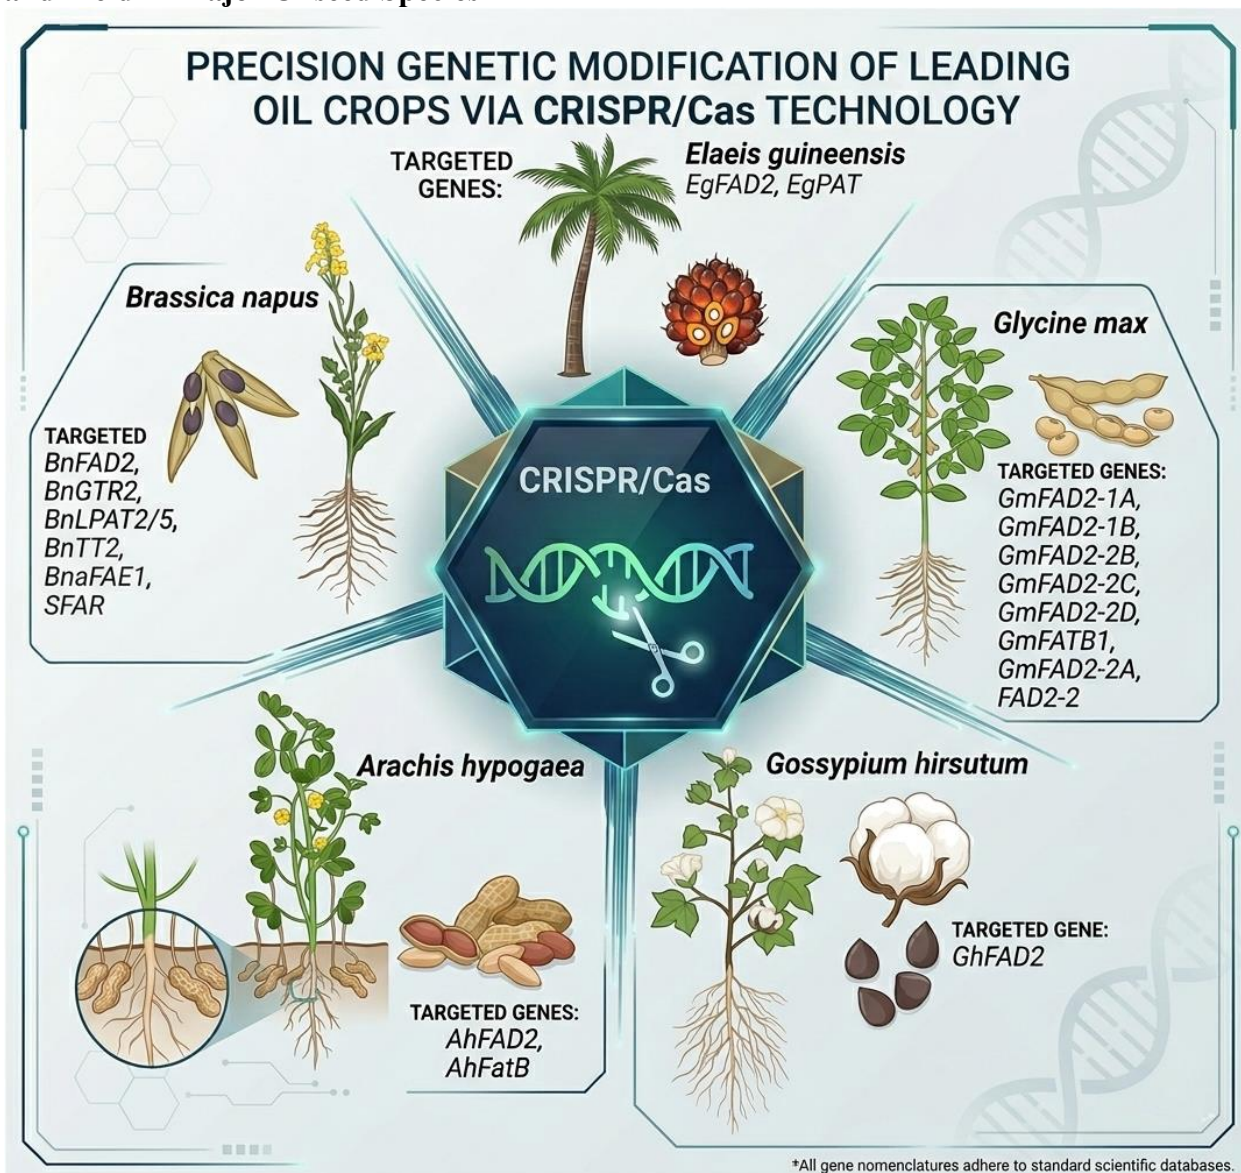 PRECISION GENETIC MODIFICATION OF LEADING
OIL CROPS VIA CRISPR/Cas TECHNOLOGY
TARGETED
GENES:
Elaeis guineensis
EgFAD2, EgPAT
Brassica napus
TARGETED
BnFAD2,
BnGTR2,
BnLPAT2/5,
BnTT2,
BnaFAE1,
SFAR
Glycine max
TARGETED GENES:
GmFAD2-1A,
GmFAD2-1B,
GmFAD2-2B,
GmFAD2-2C,
GmFAD2-2D,
GmFATB1,
GmFAD2-2A,
FAD2-2
CRISPR/Cas
Arachis hypogaea
TARGETED GENES:
AhFAD2,
AhFatB
Gossypium hirsutum
TARGETED GENE:
GhFAD2
*All gene nomenclatures adhere to standard scientific databases.